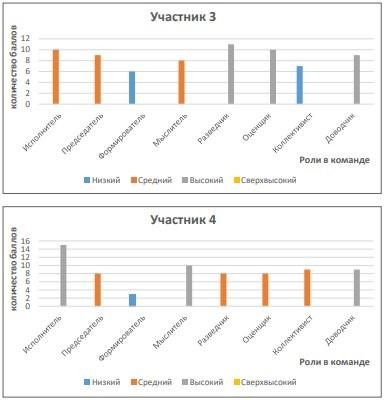 Участник 3
количество баллов
12
10
8
6
4
2
0
Исполнитель
Председатель
Формирователь
Мыслитель
Разведчик
Оценщик
Коллективист
Доводчик
Роли в команде
Низкий Средний Высокий Сверхвысокий
Участник 4
количество баллов
16
14
12
10
8
6
4
2
0
Исполнитель
Председатель
Формирователь
Мыслитель
Разведчик
Оценщик
Коллективист
Доводчик
Роли в команде
Низкий Средний Высокий Сверхвысокий